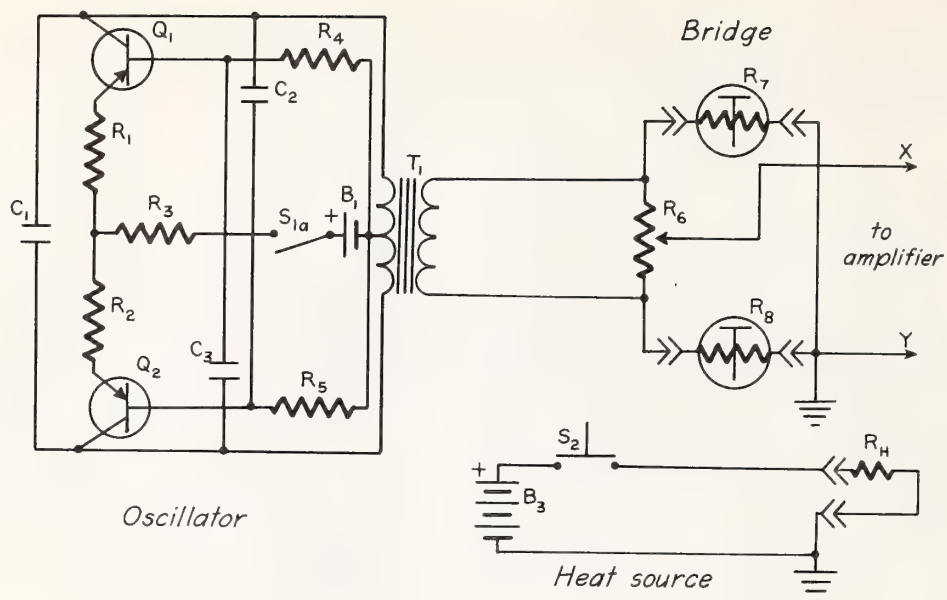 Bridge
Q₁
R₄
C₂
R₇
R₁
T₁
X
C₁
R₃
S₁ₐ
+
B₁
R₆
to
amplifier
R₂
R₈
Y
C₃
Q₂
R₅
S₂
R_H
+
B₃
Oscillator
Heat source